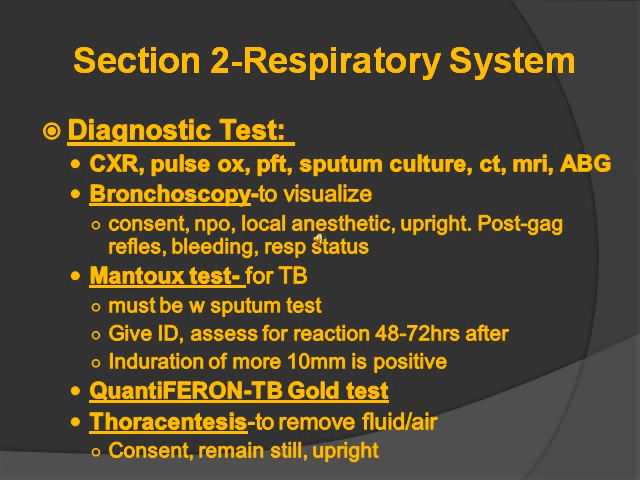 Section 2-Respiratory System
Diagnostic Test:
CXR, pulse ox, pft, sputum culture, ct, mri, ABG
Bronchoscopy-to visualize
consent, npo, local anesthetic, upright. Post-gag
refles, bleeding, resp status
Mantoux test- for TB
must be w sputum test
Give ID, assess for reaction 48-72hrs after
Induration of more 10mm is positive
QuantiFERON-TB Gold test
Thoracentesis-to remove fluid/air
Consent, remain still, upright